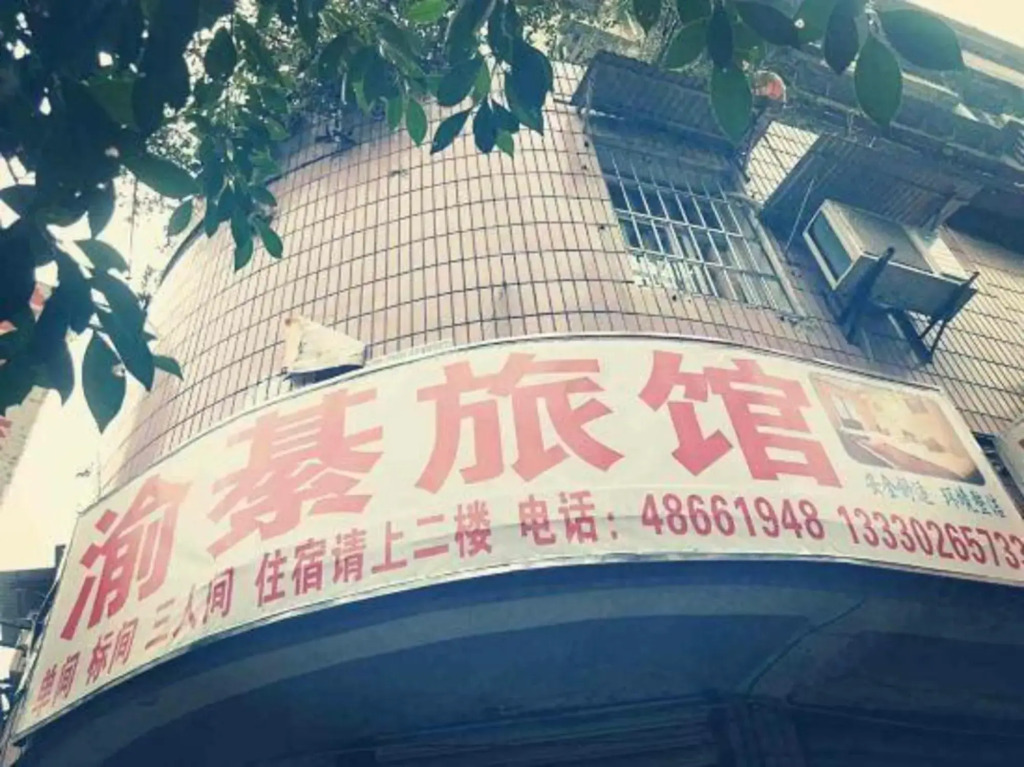 渝綦旅馆
单间 标间 三人间 住宿请上二楼 电话：48661948 13330265733
安全舒适 环境整洁